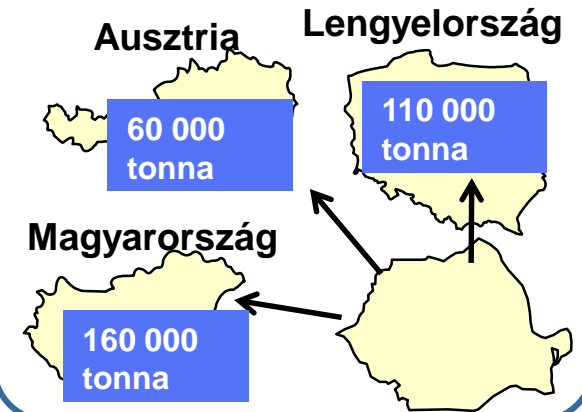 Ausztria
Lengyelország
60 000
tonna
110 000
tonna
Magyarország
160 000
tonna